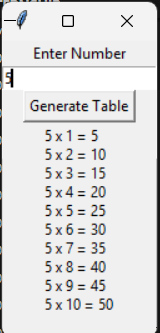 Enter Number
5
Generate Table
5 x 1 = 5
5 x 2 = 10
5 x 3 = 15
5 x 4 = 20
5 x 5 = 25
5 x 6 = 30
5 x 7 = 35
5 x 8 = 40
5 x 9 = 45
5 x 10 = 50